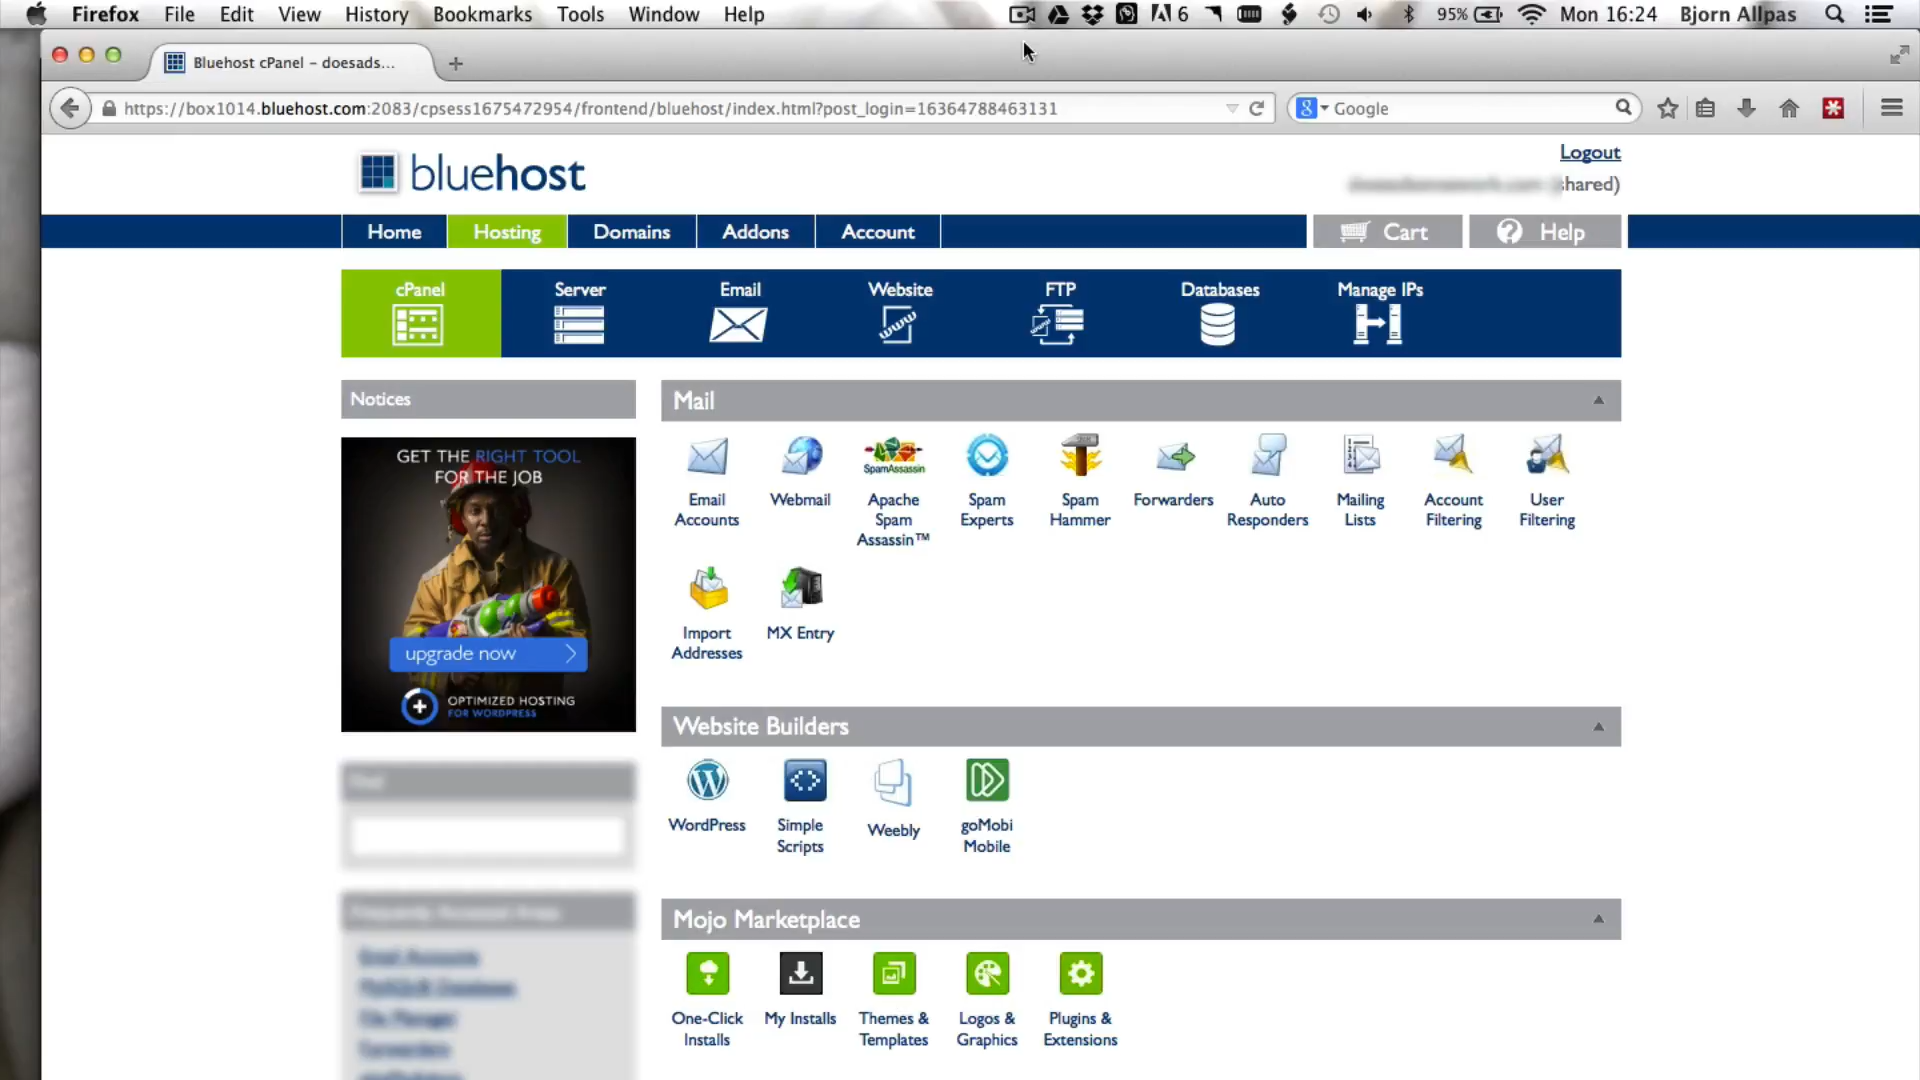 Firefox File Edit View History Bookmarks Tools Window Help 6 95% Mon 16:24 Bjorn Allpas
Bluehost cPanel – doesads...
https://box1014.bluehost.com:2083/cpsess1675472954/frontend/bluehost/index.html?post_login=16364788463131
Google
bluehost
Logout
(shared)
Home Hosting Domains Addons Account Cart Help
cPanel Server Email Website FTP Databases Manage IPs
Notices
GET THE RIGHT TOOL
FOR THE JOB
upgrade now
OPTIMIZED HOSTING
FOR WORDPRESS
Mail
Email
Accounts
Webmail
SpamAssassin
Apache
Spam
Assassin™
Spam
Experts
Spam
Hammer
Forwarders
Auto
Responders
Mailing
Lists
Account
Filtering
User
Filtering
Import
Addresses
MX Entry
Website Builders
WordPress
Simple
Scripts
Weebly
goMobi
Mobile
Mojo Marketplace
One-Click
Installs
My Installs
Themes &
Templates
Logos &
Graphics
Plugins &
Extensions